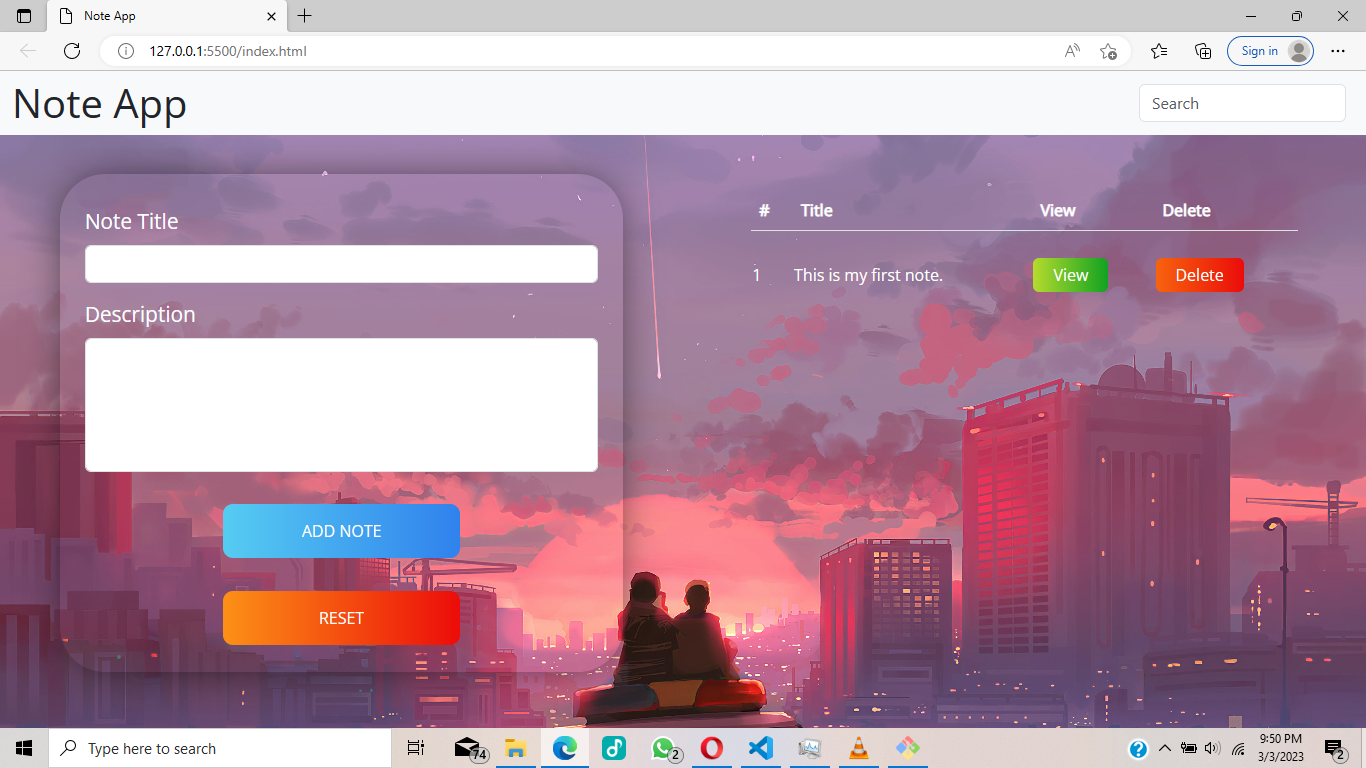 Note App
127.0.0.1:5500/index.html
Sign in
Note App
Search
Note Title
Description
ADD NOTE
RESET
# Title View Delete
1 This is my first note. View Delete
Type here to search
74
2
9:50 PM
3/3/2023
2